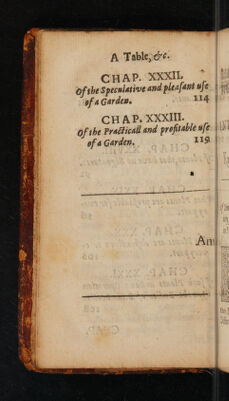 A Table, &c.
CHAP. XXXII.
Of the Speculative and pleaſant uſe
of a Garden. 114
CHAP. XXXIII.
Of the Practicall and profitable uſe
of a Garden. 119
An